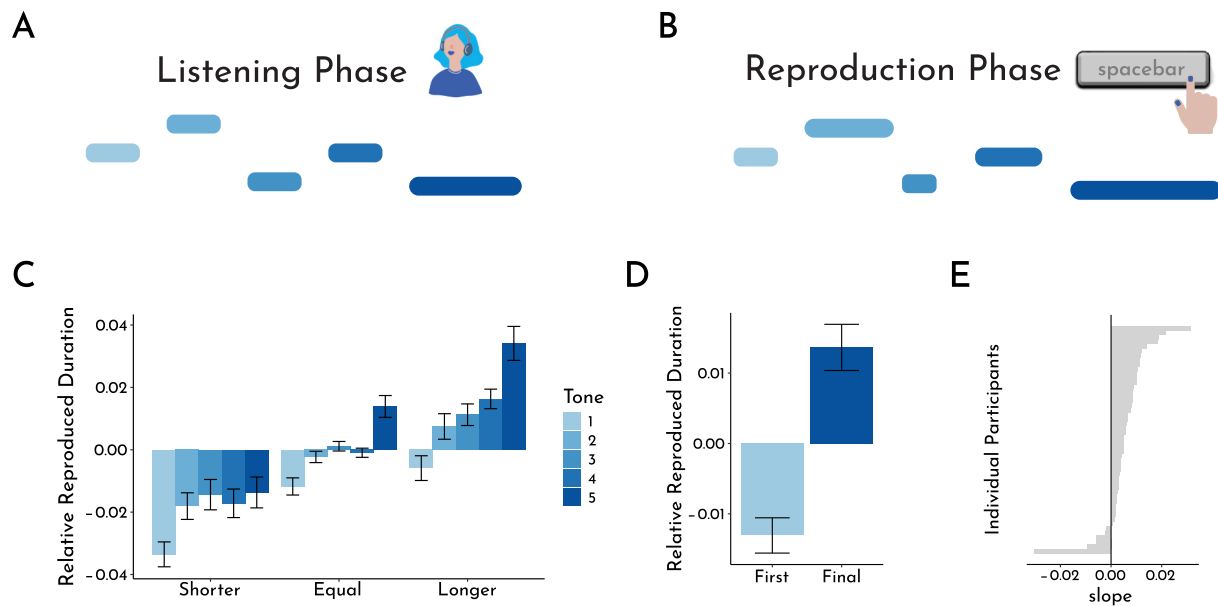 A
Listening Phase
B
Reproduction Phase
spacebar
C
Relative Reproduced Duration
0.04
0.02
0.00
−0.02
−0.04
Shorter
Equal
Longer
Tone
1
2
3
4
5
D
Relative Reproduced Duration
0.01
0.00
−0.01
First
Final
E
Individual Participants
−0.02
0.00
0.02
slope